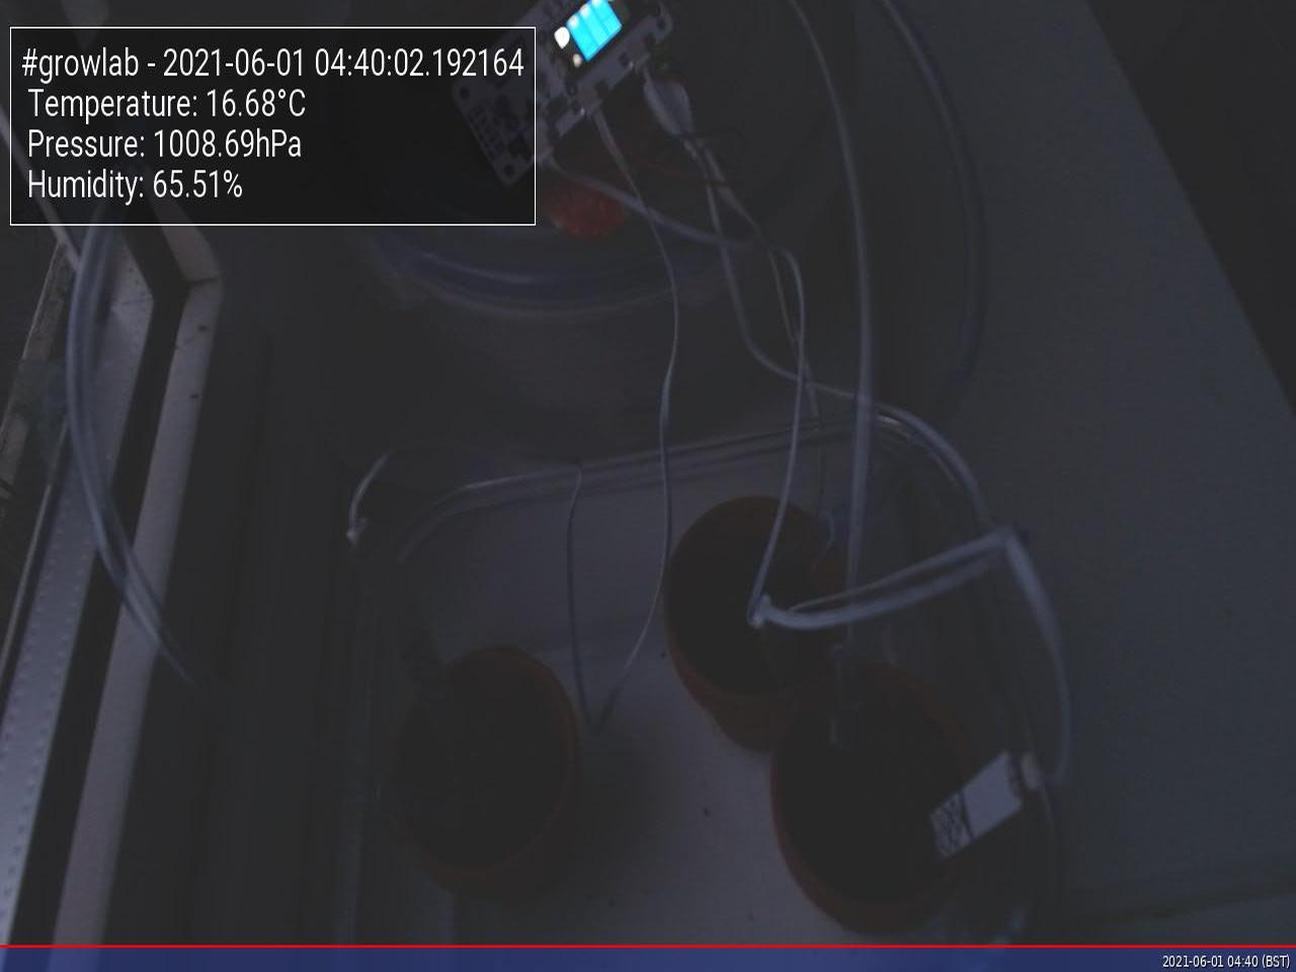 #growlab - 2021-06-01 04:40:02.192164
Temperature: 16.68°C
Pressure: 1008.69hPa
Humidity: 65.51%
2021-06-01 04:40 (BST)